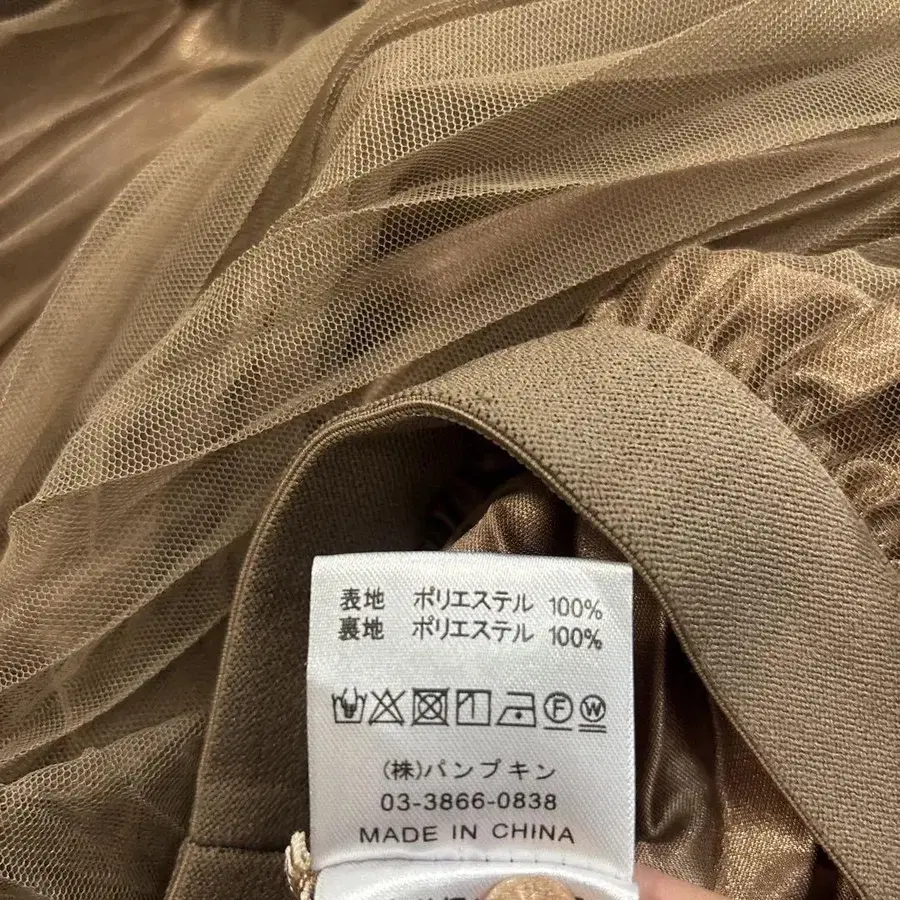 表地 ポリエステル 100%
裏地 ポリエステル 100%
F W
(株)パンプキン
03-3866-0838
MADE IN CHINA